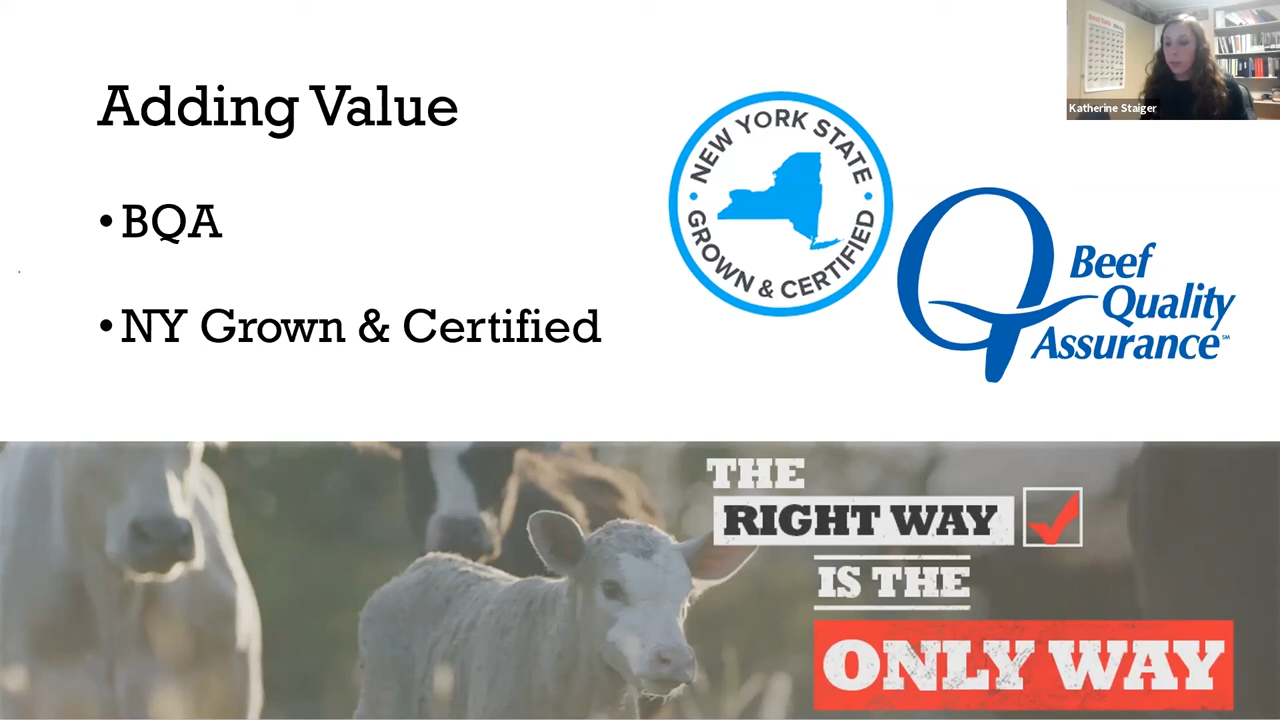 Adding Value
• BQA
• NY Grown & Certified
NEW YORK STATE
GROWN & CERTIFIED
Beef
Quality
Assurance℠
Katherine Staiger
THE
RIGHT WAY
IS THE
ONLY WAY